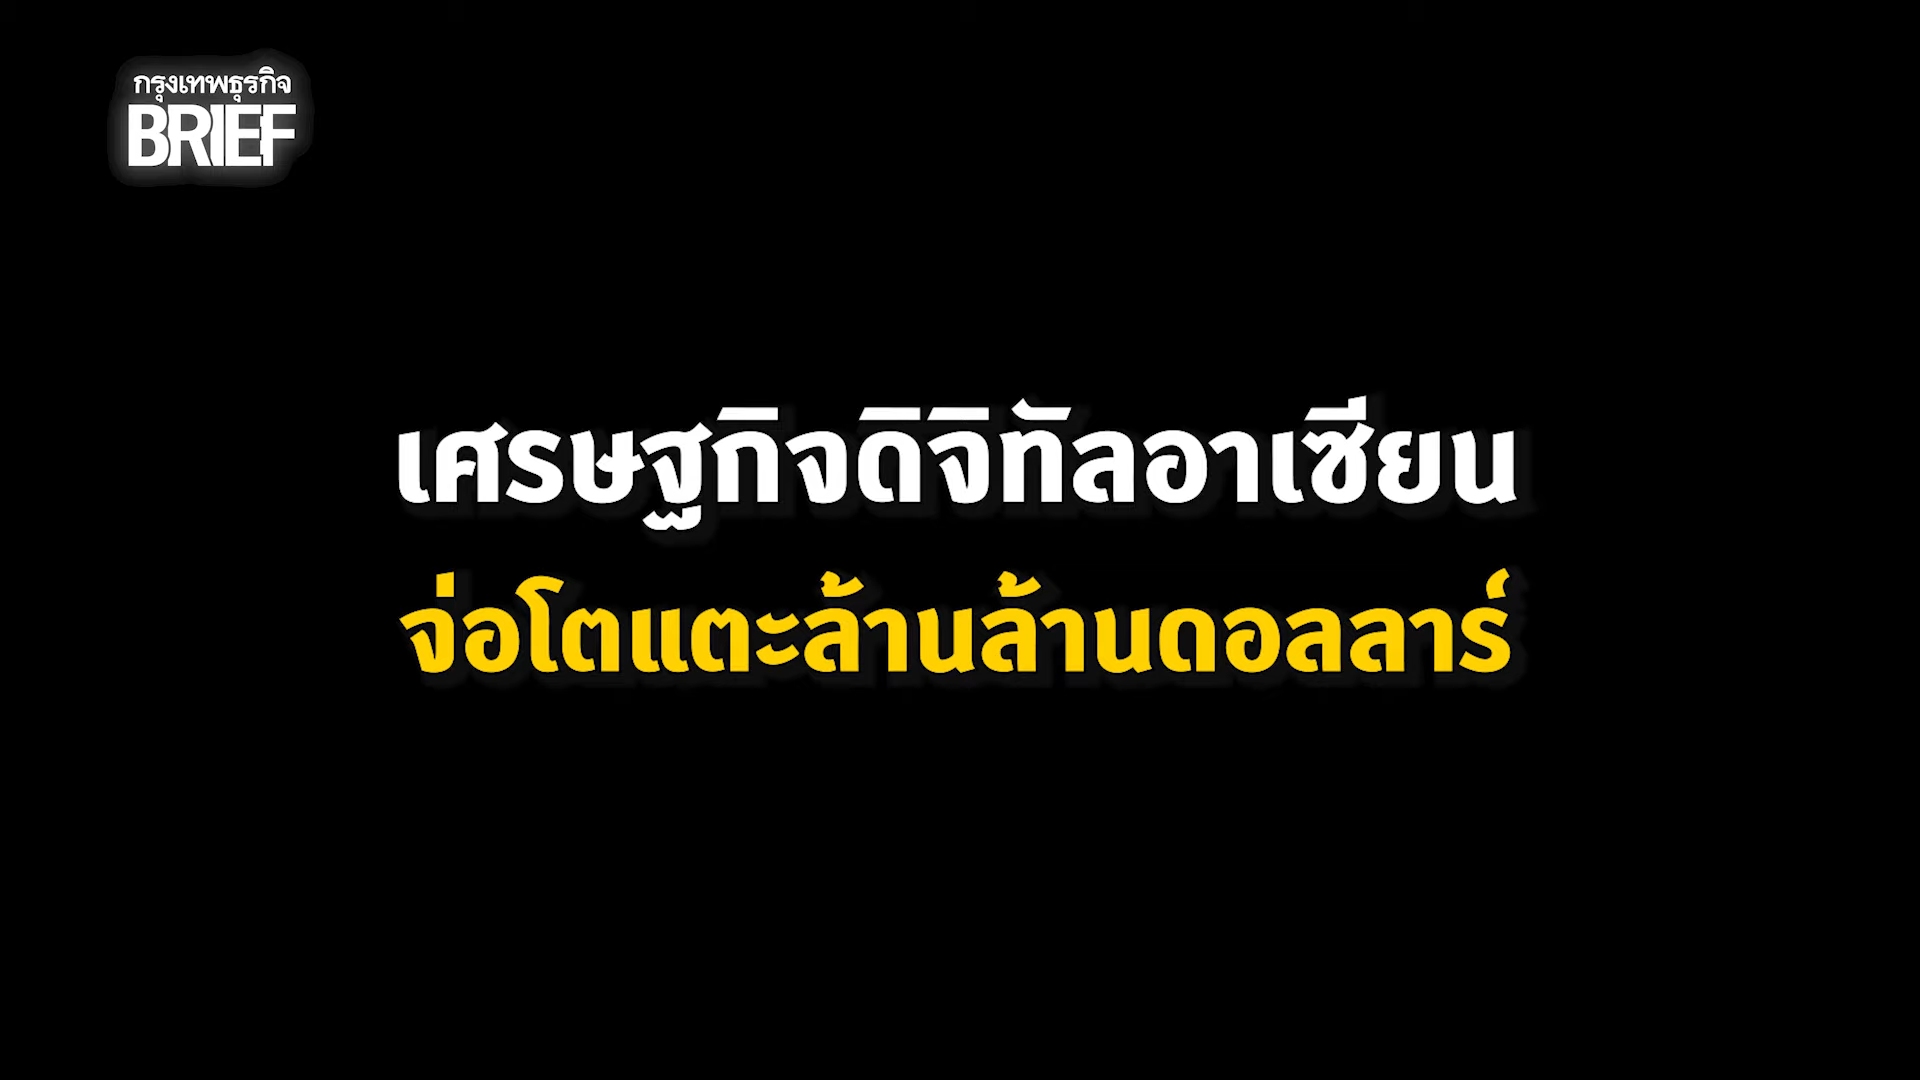 กรุงเทพธุรกิจ
BRIEF
เศรษฐกิจดิจิทัลอาเซียน
จ่อโตแตะล้านล้านดอลลาร์